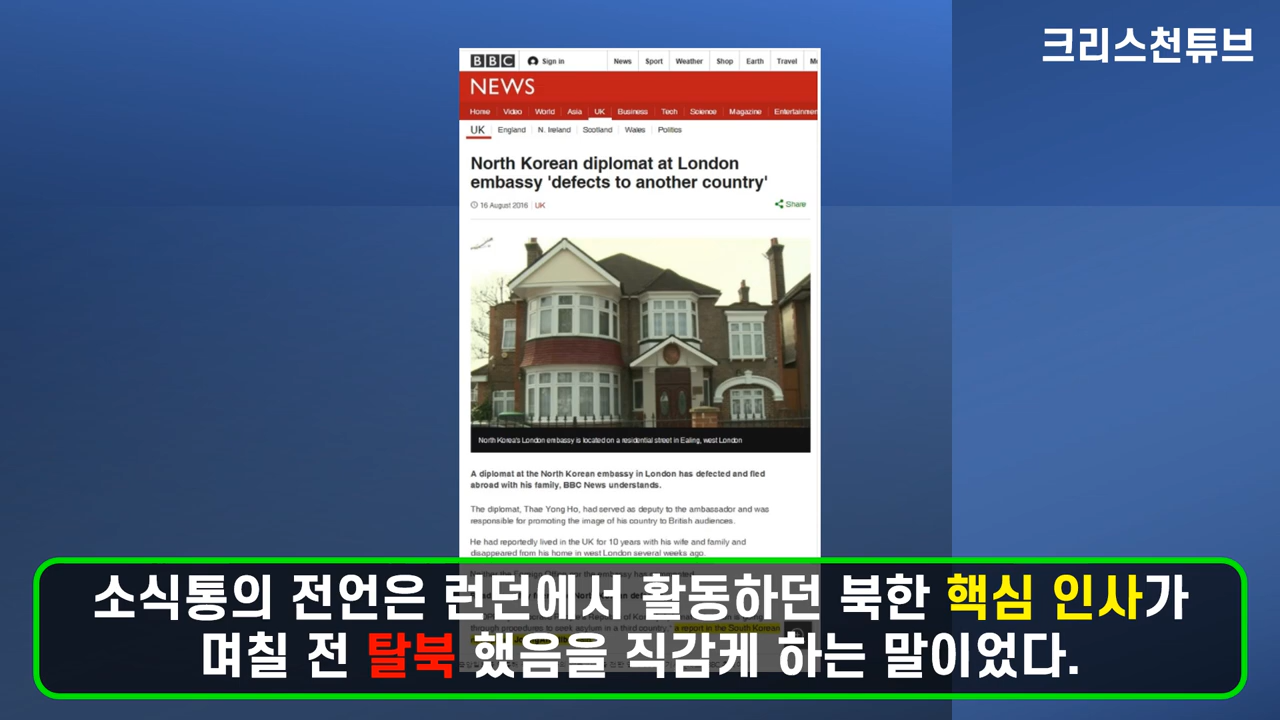 크리스천튜브
BBC Sign in News Sport Weather Shop Earth Travel
NEWS
Home Video World Asia UK Business Tech Science Magazine
UK England N. Ireland Scotland Wales Politics
North Korean diplomat at London
embassy 'defects to another country'
16 August 2016 UK Share
North Korea's London embassy is located on a residential street in Ealing, west London
A diplomat at the North Korean embassy in London has defected and fled
abroad with his family, BBC News understands.
The diplomat, Thae Yong Ho, had served as deputy to the ambassador and was
responsible for promoting the image of his country to British audiences.
He had reportedly lived in the UK for 10 years with his wife and family and
disappeared from his home in west London several weeks ago.
소식통의 전언은 런던에서 활동하던 북한 핵심 인사가
a report in the South Korean
며칠 전 탈북 했음을 직감케 하는 말이었다.